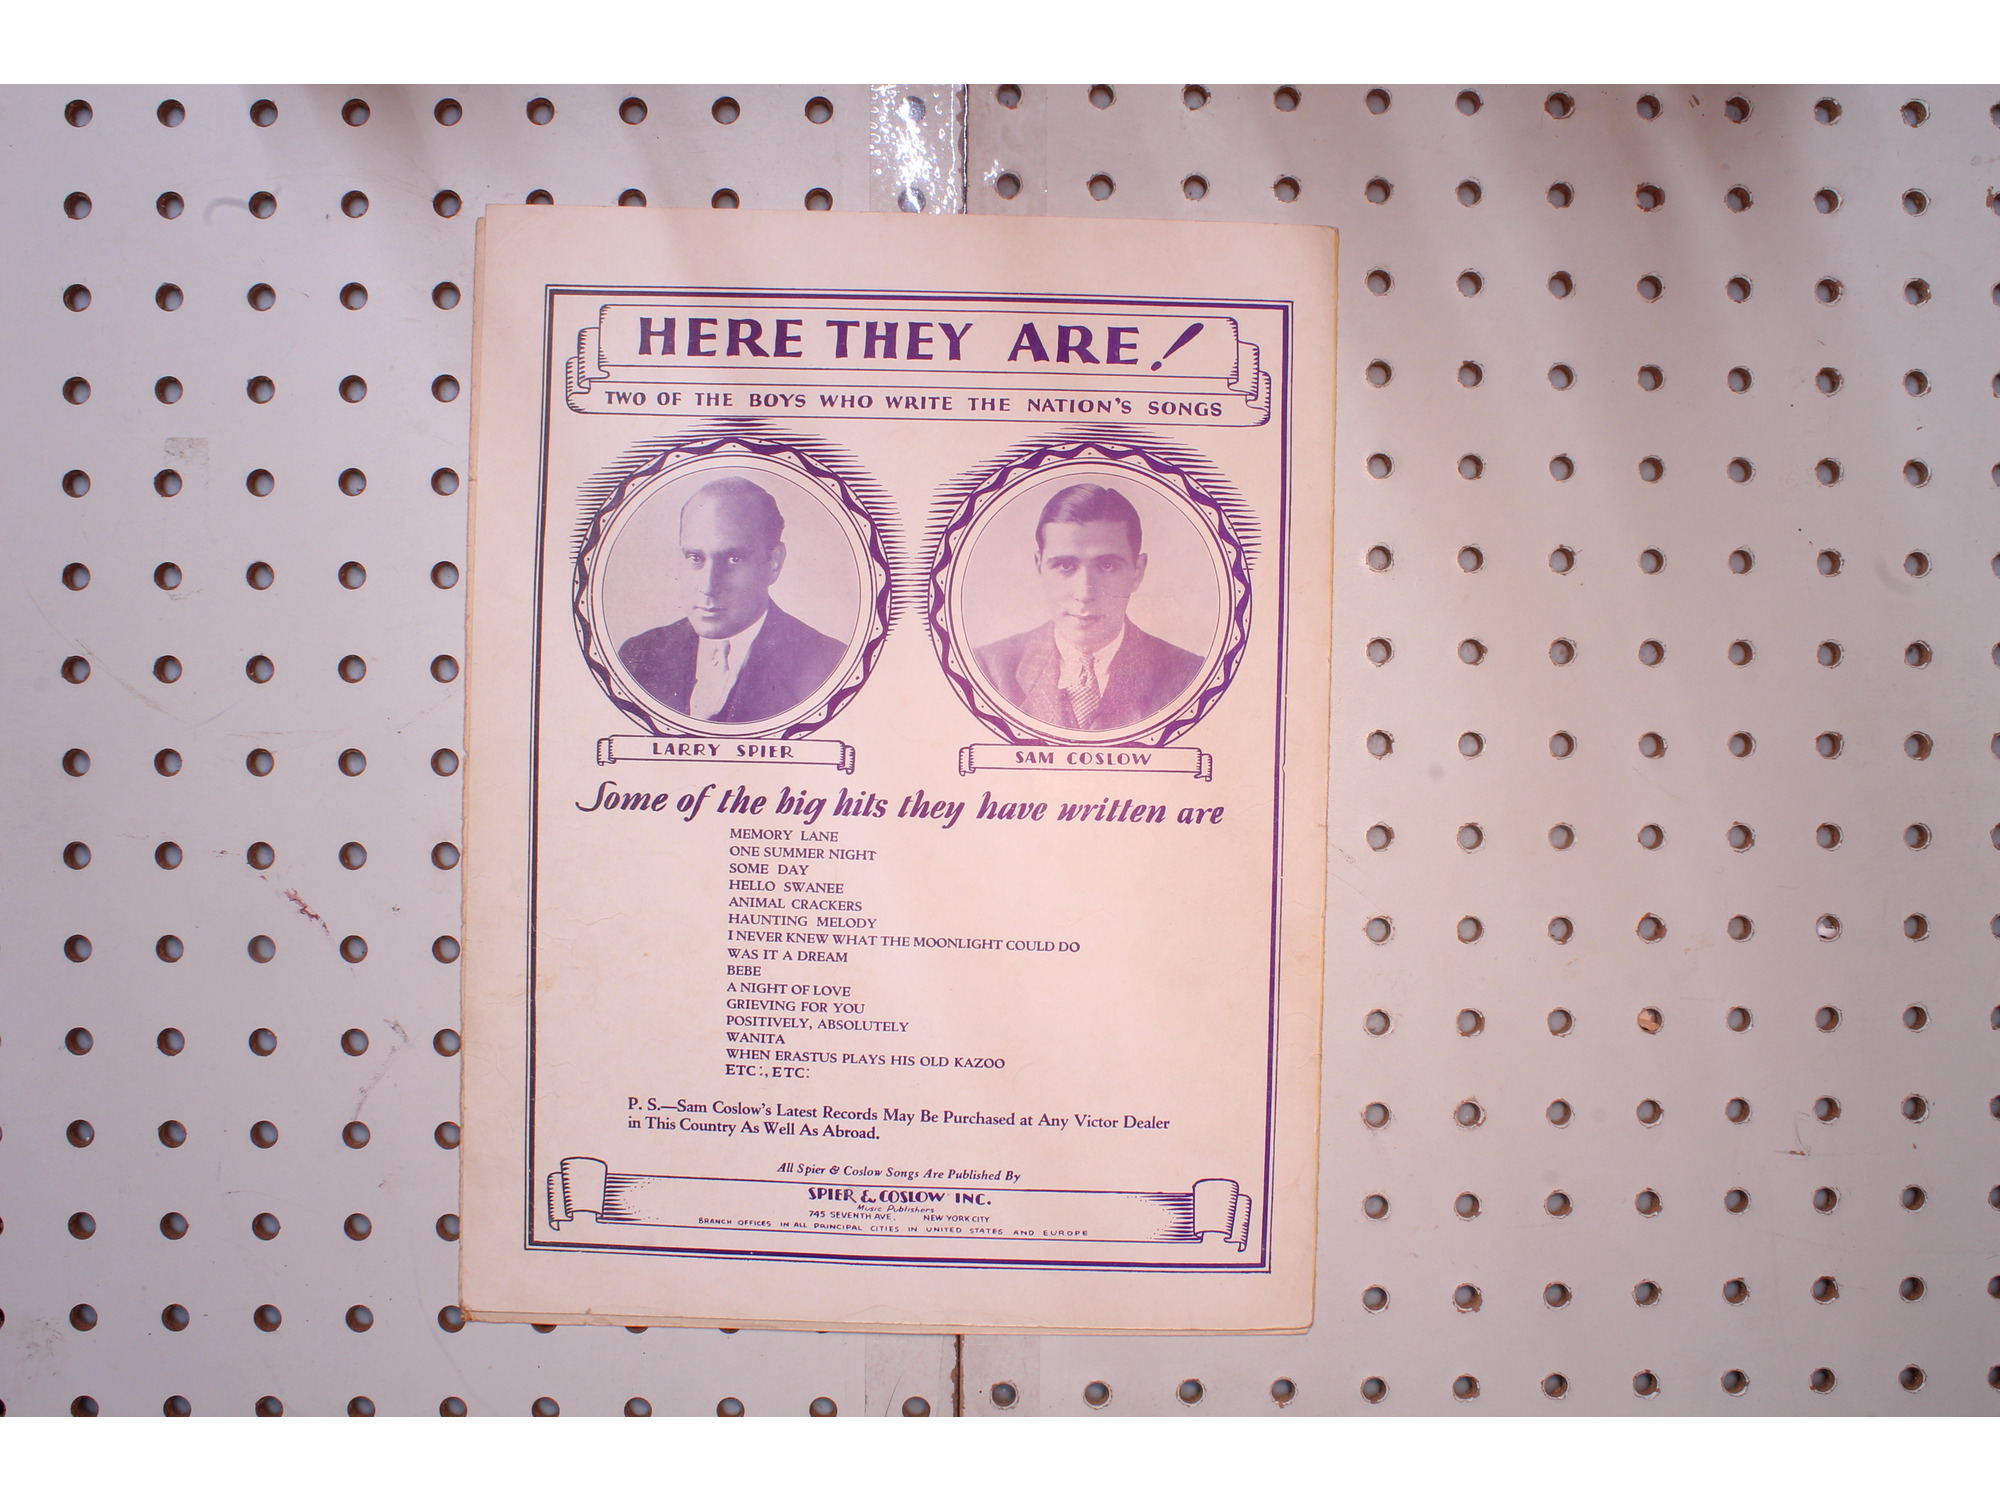 HERE THEY ARE!
TWO OF THE BOYS WHO WRITE THE NATION'S SONGS
LARRY SPIER
SAM COSLOW
Some of the big hits they have written are
MEMORY LANE
ONE SUMMER NIGHT
SOME DAY
HELLO SWANEE
ANIMAL CRACKERS
HAUNTING MELODY
I NEVER KNEW WHAT THE MOONLIGHT COULD DO
WAS IT A DREAM
BEBE
A NIGHT OF LOVE
GRIEVING FOR YOU
POSITIVELY, ABSOLUTELY
WANITA
WHEN ERASTUS PLAYS HIS OLD KAZOO
ETC:, ETC:
P. S.—Sam Coslow's Latest Records May Be Purchased at Any Victor Dealer
in This Country As Well As Abroad.
All Spier & Coslow Songs Are Published By
SPIER & COSLOW INC.
Music Publishers
745 SEVENTH AVE. NEW YORK CITY
BRANCH OFFICES IN ALL PRINCIPAL CITIES IN UNITED STATES AND EUROPE